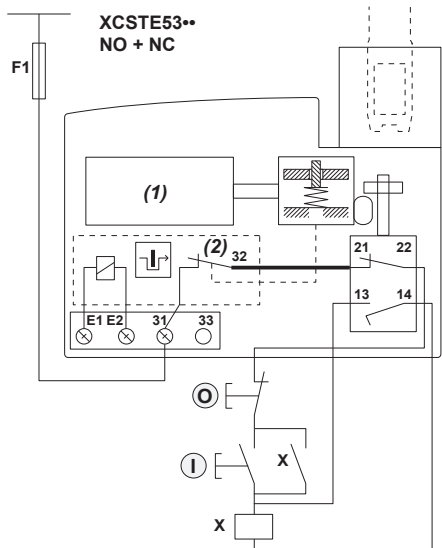 XCSTE53••
NO + NC
F1
(1)
(2)
32
21 22
13 14
E1 E2 31 33
O
I
X
X